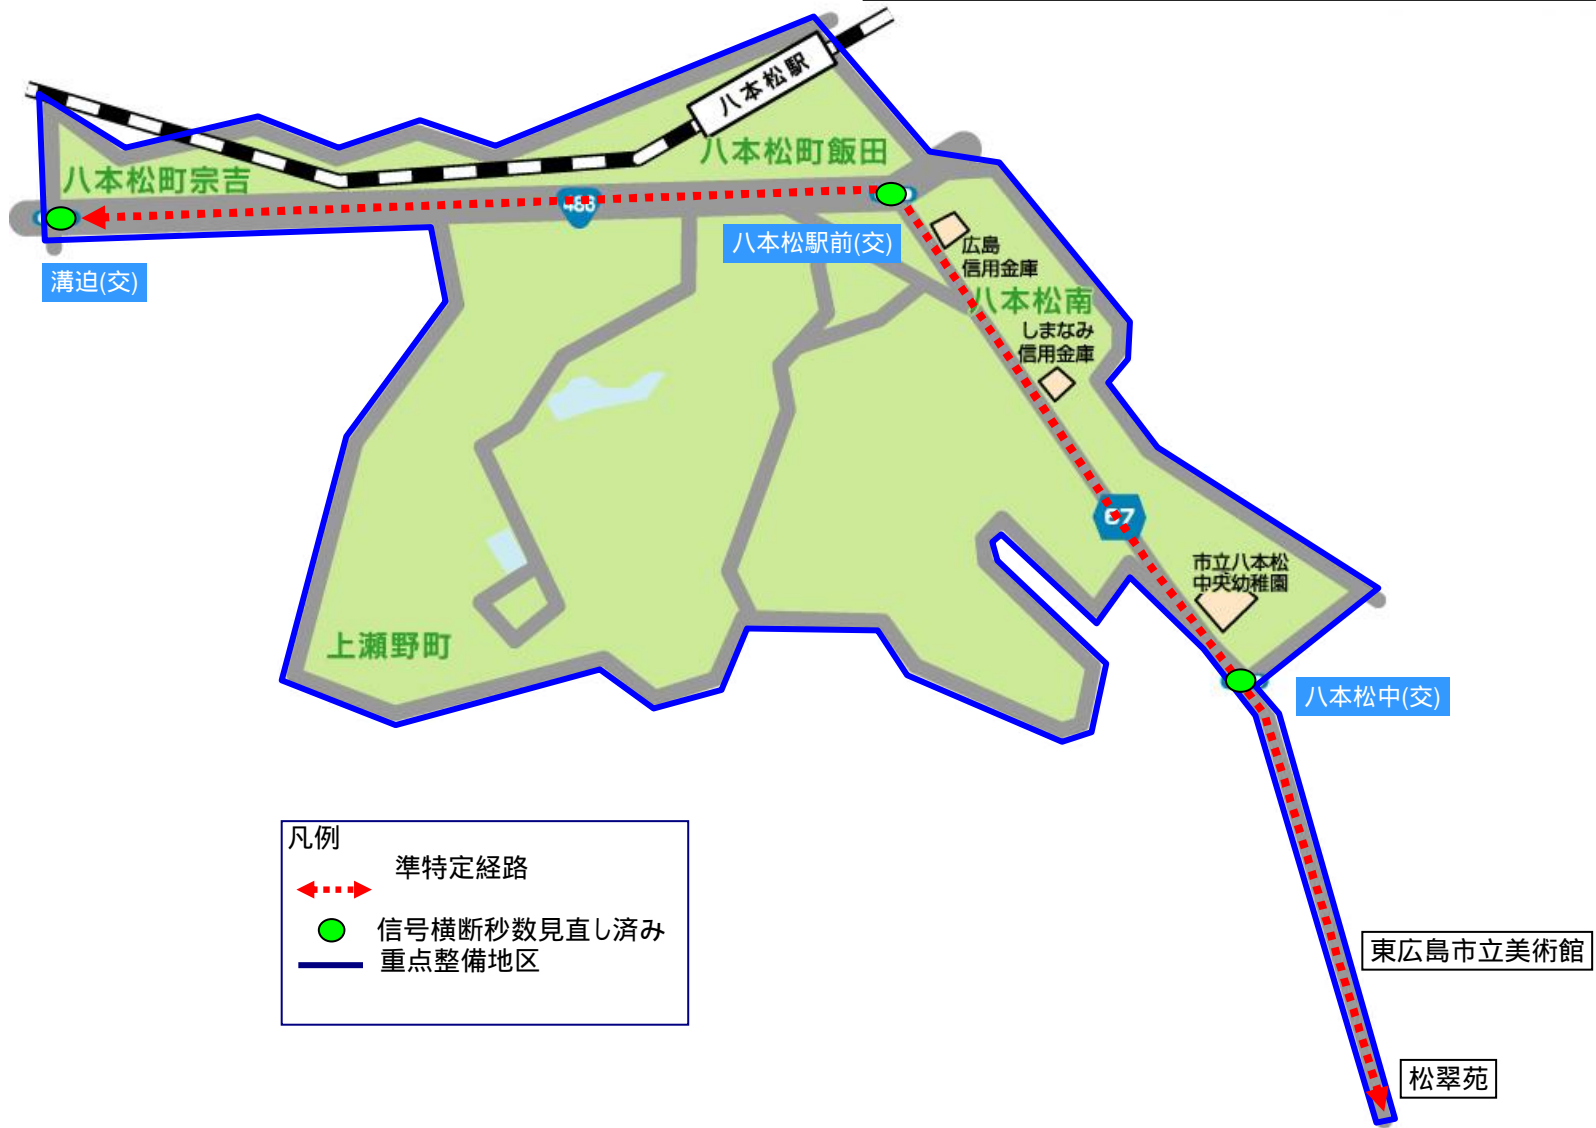 八本松駅
八本松町飯田
八本松町宗吉
486
八本松駅前(交)
溝迫(交)
広島
信用金庫
八本松南
しまなみ
信用金庫
67
市立八本松
中央幼稚園
上瀬野町
八本松中(交)
凡例
準特定経路
信号横断秒数見直し済み
重点整備地区
東広島市立美術館
松翠苑